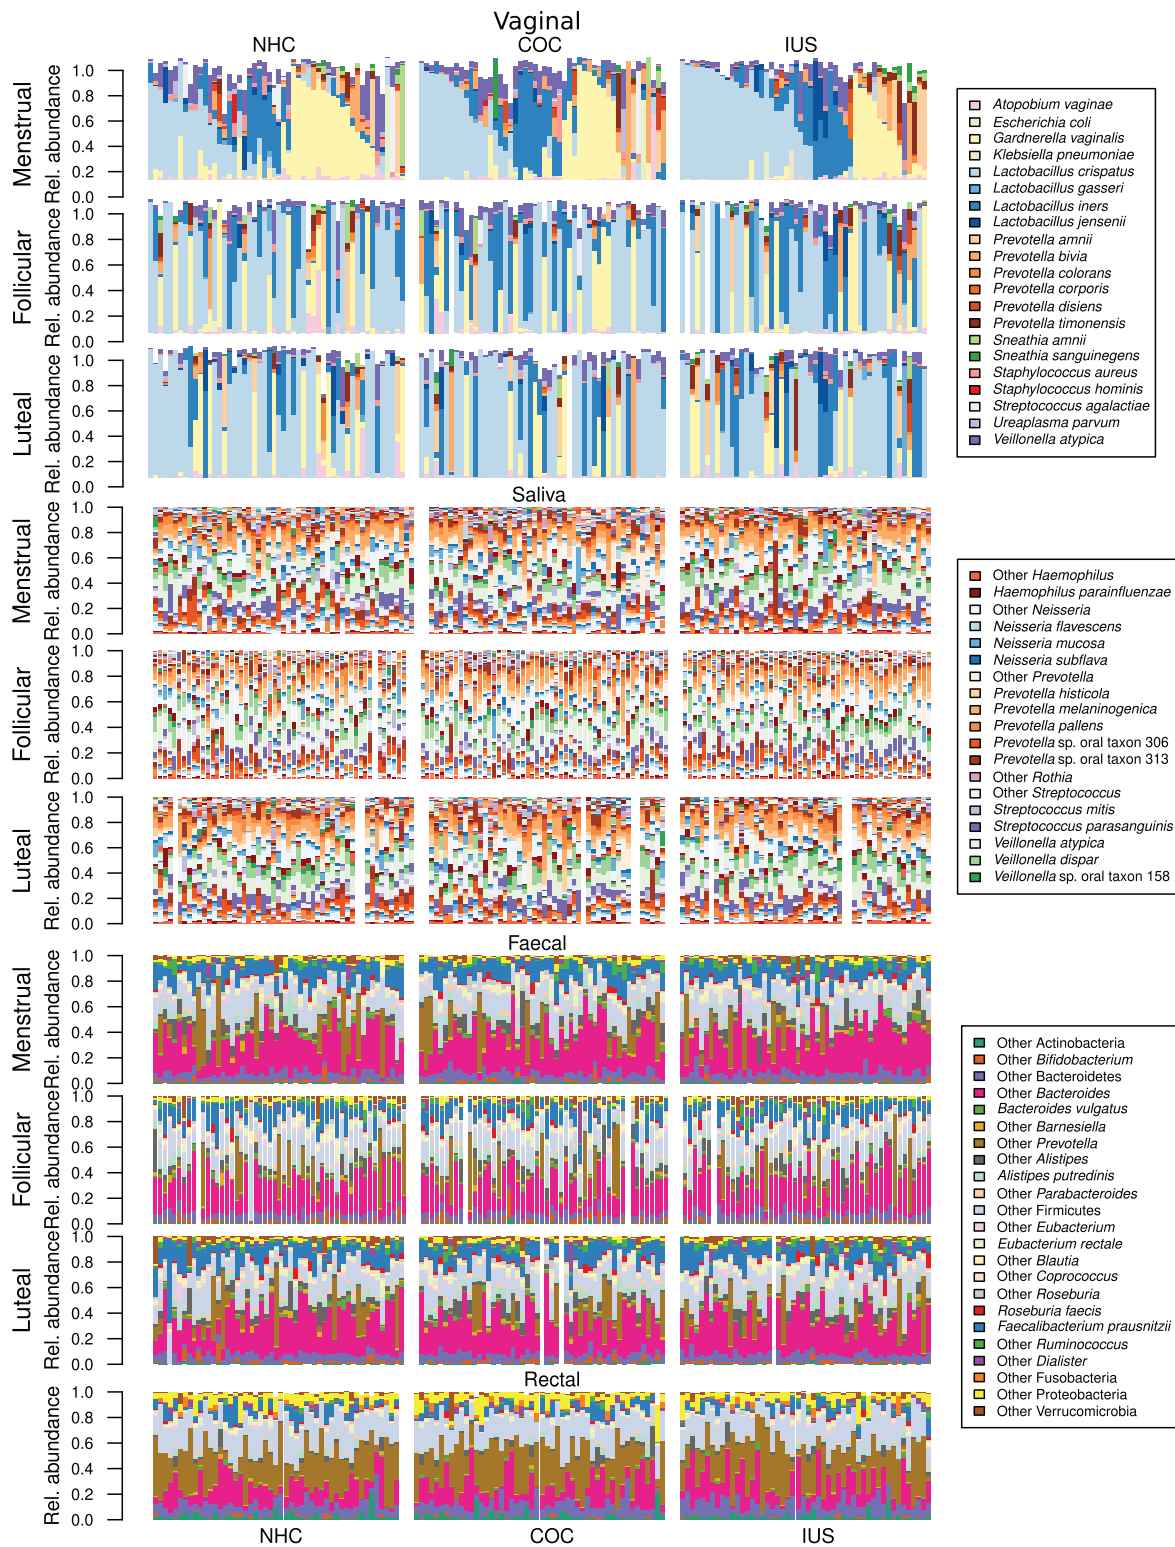 Vaginal
NHC COC IUS
Menstrual
Rel. abundance
1.0
0.8
0.6
0.4
0.2
0.0
Follicular
Rel. abundance
1.0
0.8
0.6
0.4
0.2
0.0
Luteal
Rel. abundance
1.0
0.8
0.6
0.4
0.2
0.0
Atopobium vaginae
Escherichia coli
Gardnerella vaginalis
Klebsiella pneumoniae
Lactobacillus crispatus
Lactobacillus gasseri
Lactobacillus iners
Lactobacillus jensenii
Prevotella amnii
Prevotella bivia
Prevotella colorans
Prevotella corporis
Prevotella disiens
Prevotella timonensis
Sneathia amnii
Sneathia sanguinegens
Staphylococcus aureus
Staphylococcus hominis
Streptococcus agalactiae
Ureaplasma parvum
Veillonella atypica
Saliva
Menstrual
Rel. abundance
1.0
0.8
0.6
0.4
0.2
0.0
Follicular
Rel. abundance
1.0
0.8
0.6
0.4
0.2
0.0
Luteal
Rel. abundance
1.0
0.8
0.6
0.4
0.2
0.0
Other Haemophilus
Haemophilus parainfluenzae
Other Neisseria
Neisseria flavescens
Neisseria mucosa
Neisseria subflava
Other Prevotella
Prevotella histicola
Prevotella melaninogenica
Prevotella pallens
Prevotella sp. oral taxon 306
Prevotella sp. oral taxon 313
Other Rothia
Other Streptococcus
Streptococcus mitis
Streptococcus parasanguinis
Veillonella atypica
Veillonella dispar
Veillonella sp. oral taxon 158
Faecal
Menstrual
Rel. abundance
1.0
0.8
0.6
0.4
0.2
0.0
Follicular
Rel. abundance
1.0
0.8
0.6
0.4
0.2
0.0
Luteal
Rel. abundance
1.0
0.8
0.6
0.4
0.2
0.0
Other Actinobacteria
Other Bifidobacterium
Other Bacteroidetes
Other Bacteroides
Bacteroides vulgatus
Other Barnesiella
Other Prevotella
Other Alistipes
Alistipes putredinis
Other Parabacteroides
Other Firmicutes
Other Eubacterium
Eubacterium rectale
Other Blautia
Other Coprococcus
Other Roseburia
Roseburia faecis
Faecalibacterium prausnitzii
Other Ruminococcus
Other Dialister
Other Fusobacteria
Other Proteobacteria
Other Verrucomicrobia
Rectal
Rel. abundance
1.0
0.8
0.6
0.4
0.2
0.0
NHC COC IUS